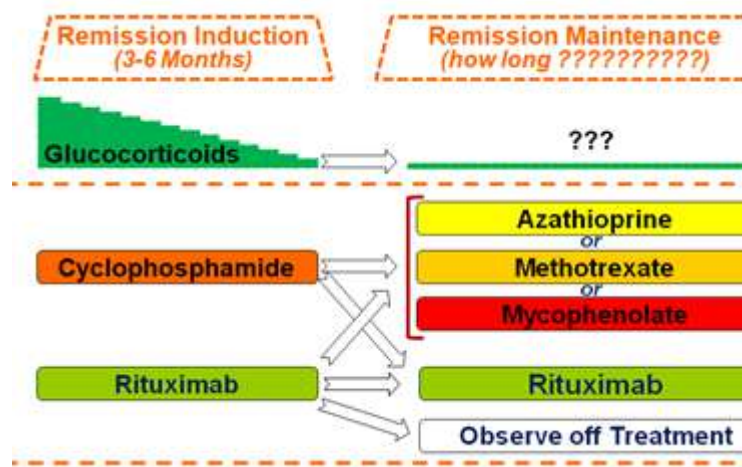 Remission Induction
(3-6 Months)
Remission Maintenance
(how long ??????????)
Glucocorticoids
???
Cyclophosphamide
Azathioprine
or
Methotrexate
or
Mycophenolate
Rituximab
Rituximab
Observe off Treatment